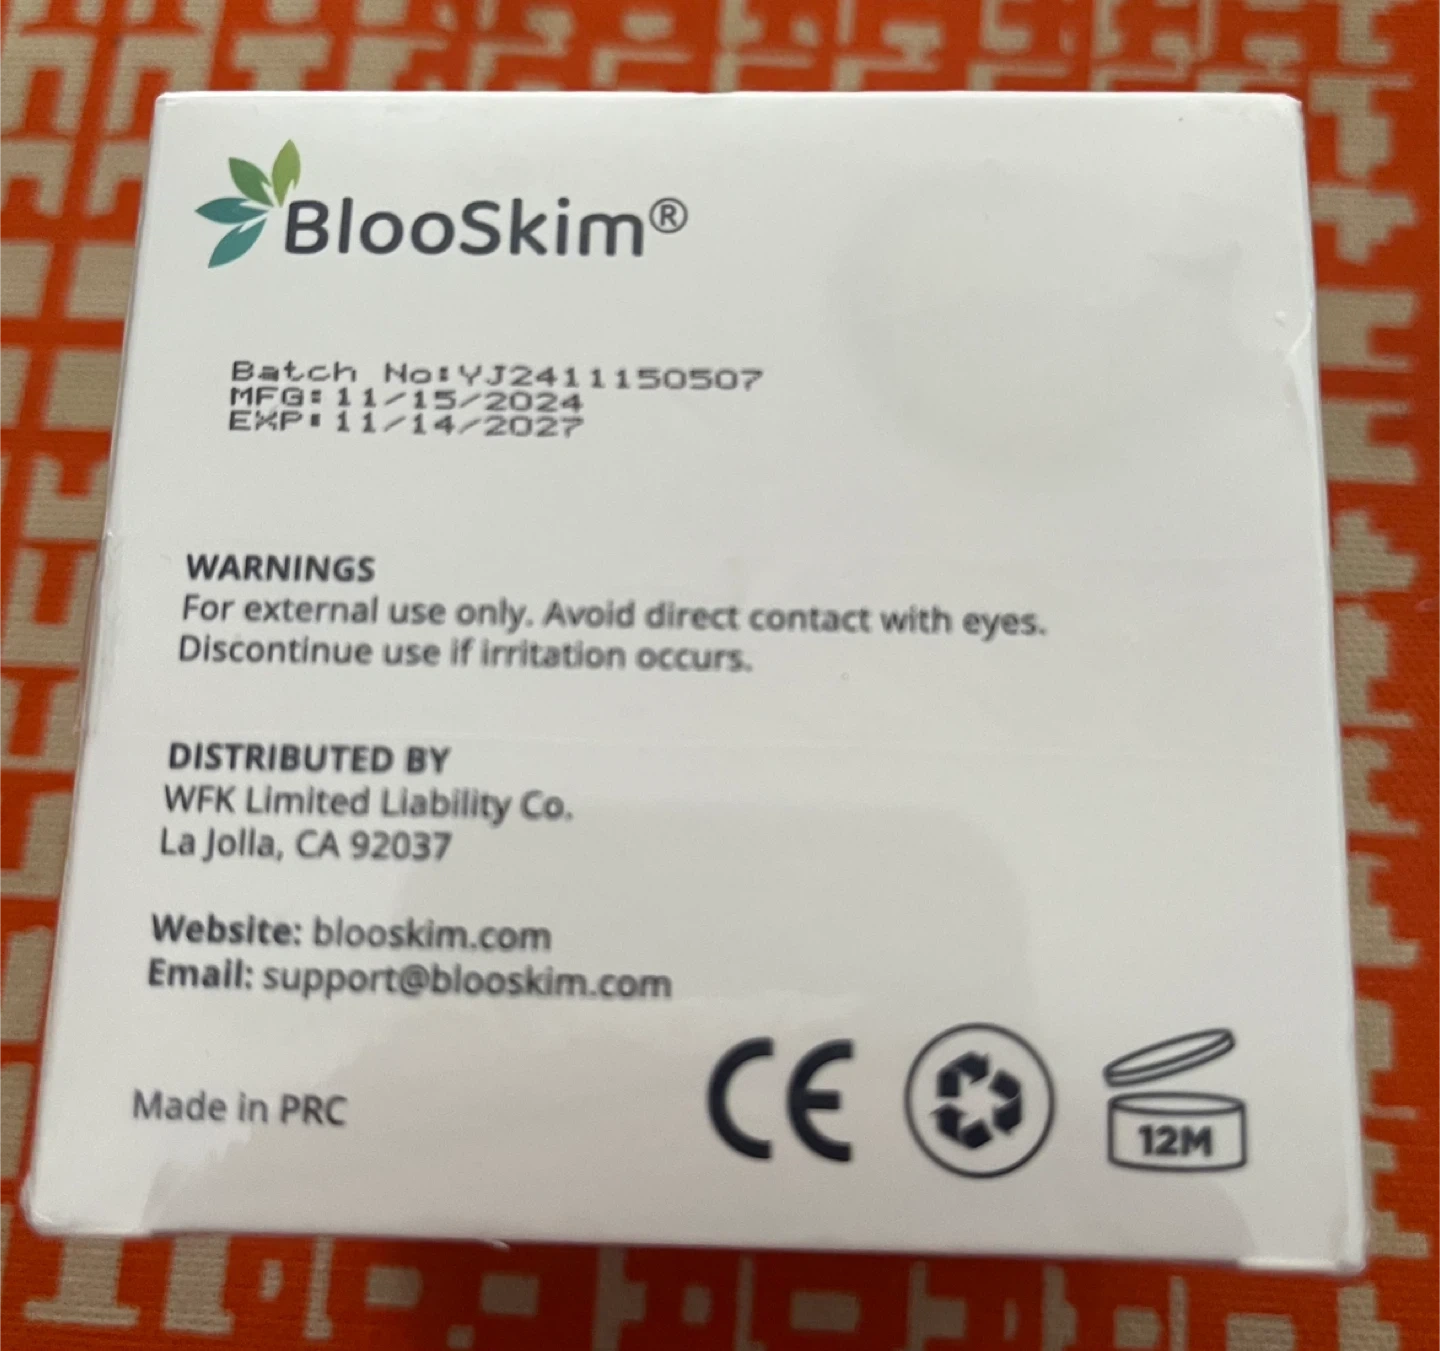 BlooSkim®
Batch No:YJ2411150507
MFG:11/15/2024
EXP:11/14/2027
WARNINGS
For external use only. Avoid direct contact with eyes.
Discontinue use if irritation occurs.
DISTRIBUTED BY
WFK Limited Liability Co.
La Jolla, CA 92037
Website: blooskim.com
Email: support@blooskim.com
Made in PRC
CE
12M